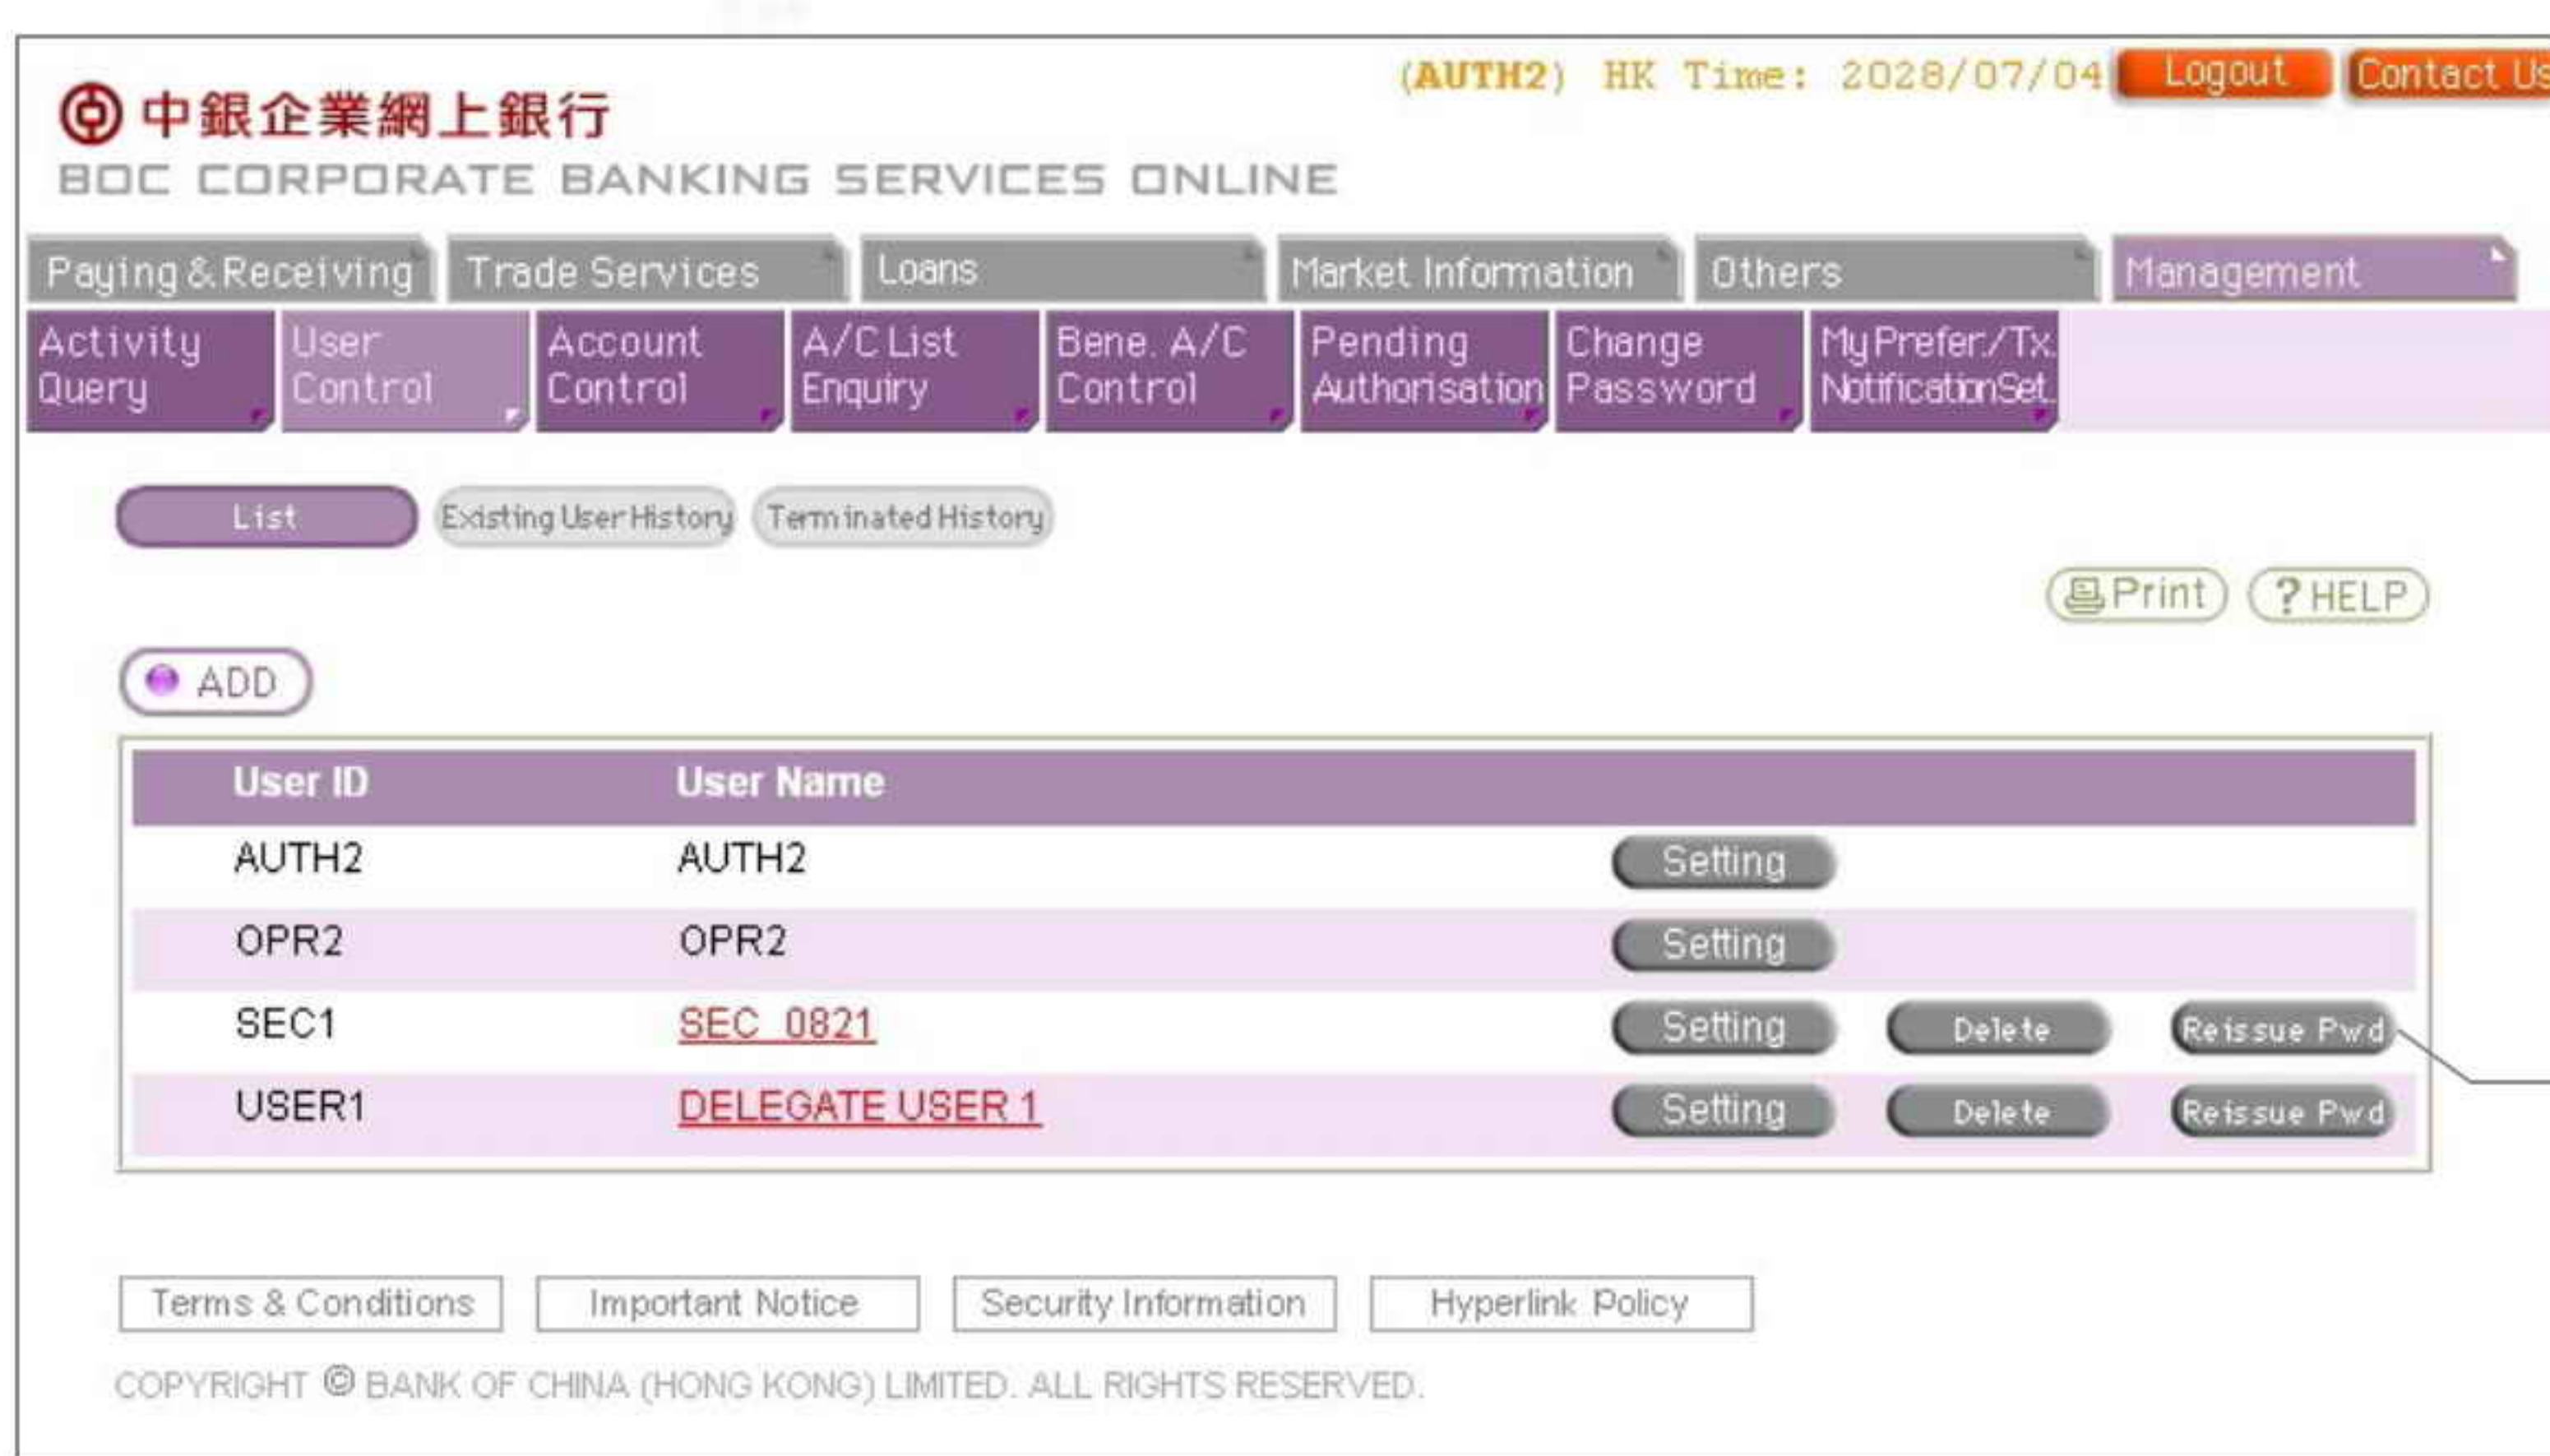 (AUTH2) HK Time: 2028/07/04 Logout Contact Us
中銀企業網上銀行
BOC CORPORATE BANKING SERVICES ONLINE
Paying & Receiving Trade Services Loans Market Information Others Management
Activity Query User Control Account Control A/C List Enquiry Bene. A/C Control Pending Authorisation Change Password My Prefer./Tx. Notification Set.
List Existing User History Terminated History
Print ? HELP
ADD
User ID User Name
AUTH2 AUTH2 Setting
OPR2 OPR2 Setting
SEC1 SEC_0821 Setting Delete Reissue Pwd
USER1 DELEGATE USER 1 Setting Delete Reissue Pwd
Terms & Conditions Important Notice Security Information Hyperlink Policy
COPYRIGHT © BANK OF CHINA (HONG KONG) LIMITED. ALL RIGHTS RESERVED.